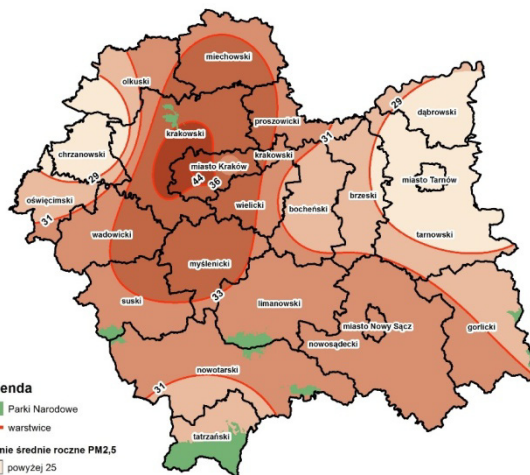 miechowski
olkuski
29
dąbrowski
proszowicki
krakowski
31
chrzanowski
krakowski
miasto Kraków
44
36
miasto Tarnów
29
oświęcimski
31
wielicki
bocheński
brzeski
wadowicki
tarnowski
myślenicki
suski
33
limanowski
miasto Nowy Sącz
gorlicki
nowosądecki
nowotarski
31
tatrzański
enda
Parki Narodowe
warstwice
nie średnie roczne PM2,5
powyżej 25